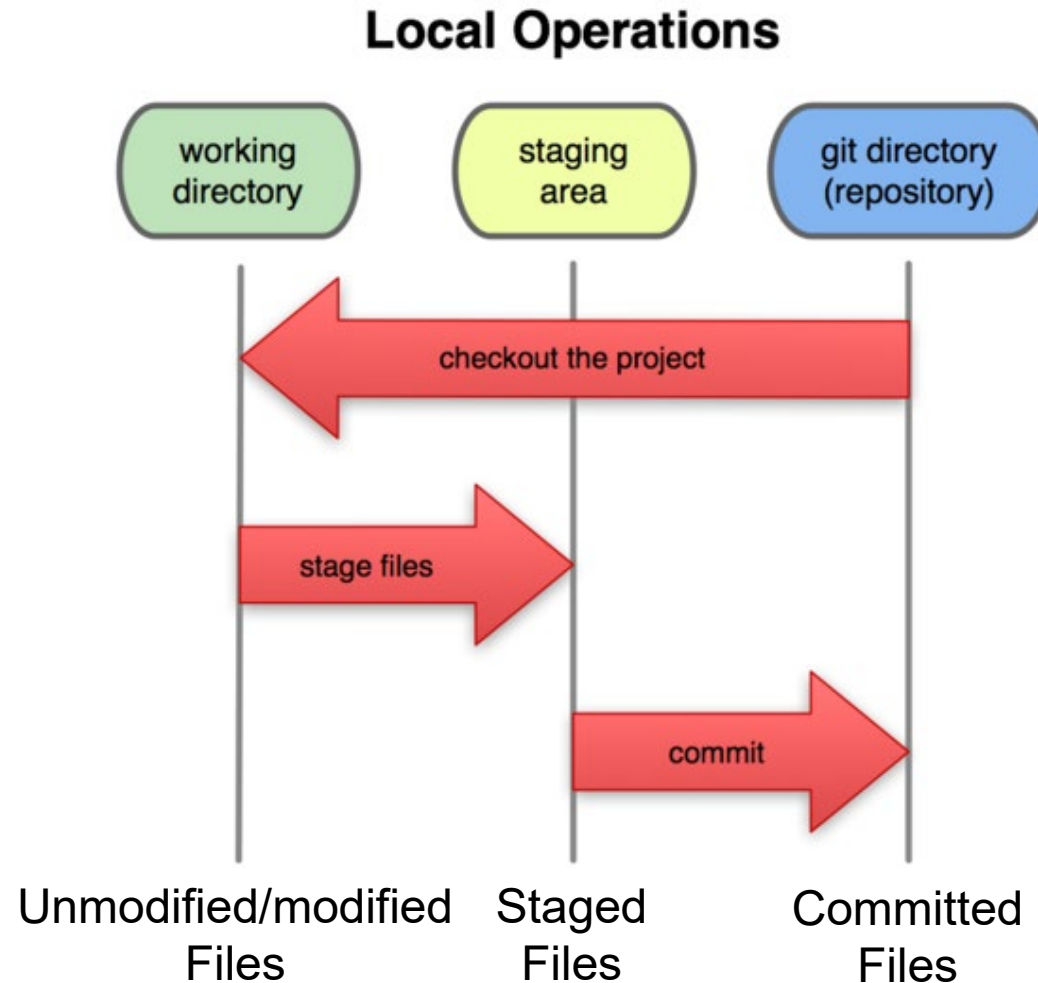 Local Operations
working
directory
staging
area
git directory
(repository)
checkout the project
stage files
commit
Unmodified/modified
Files
Staged
Files
Committed
Files